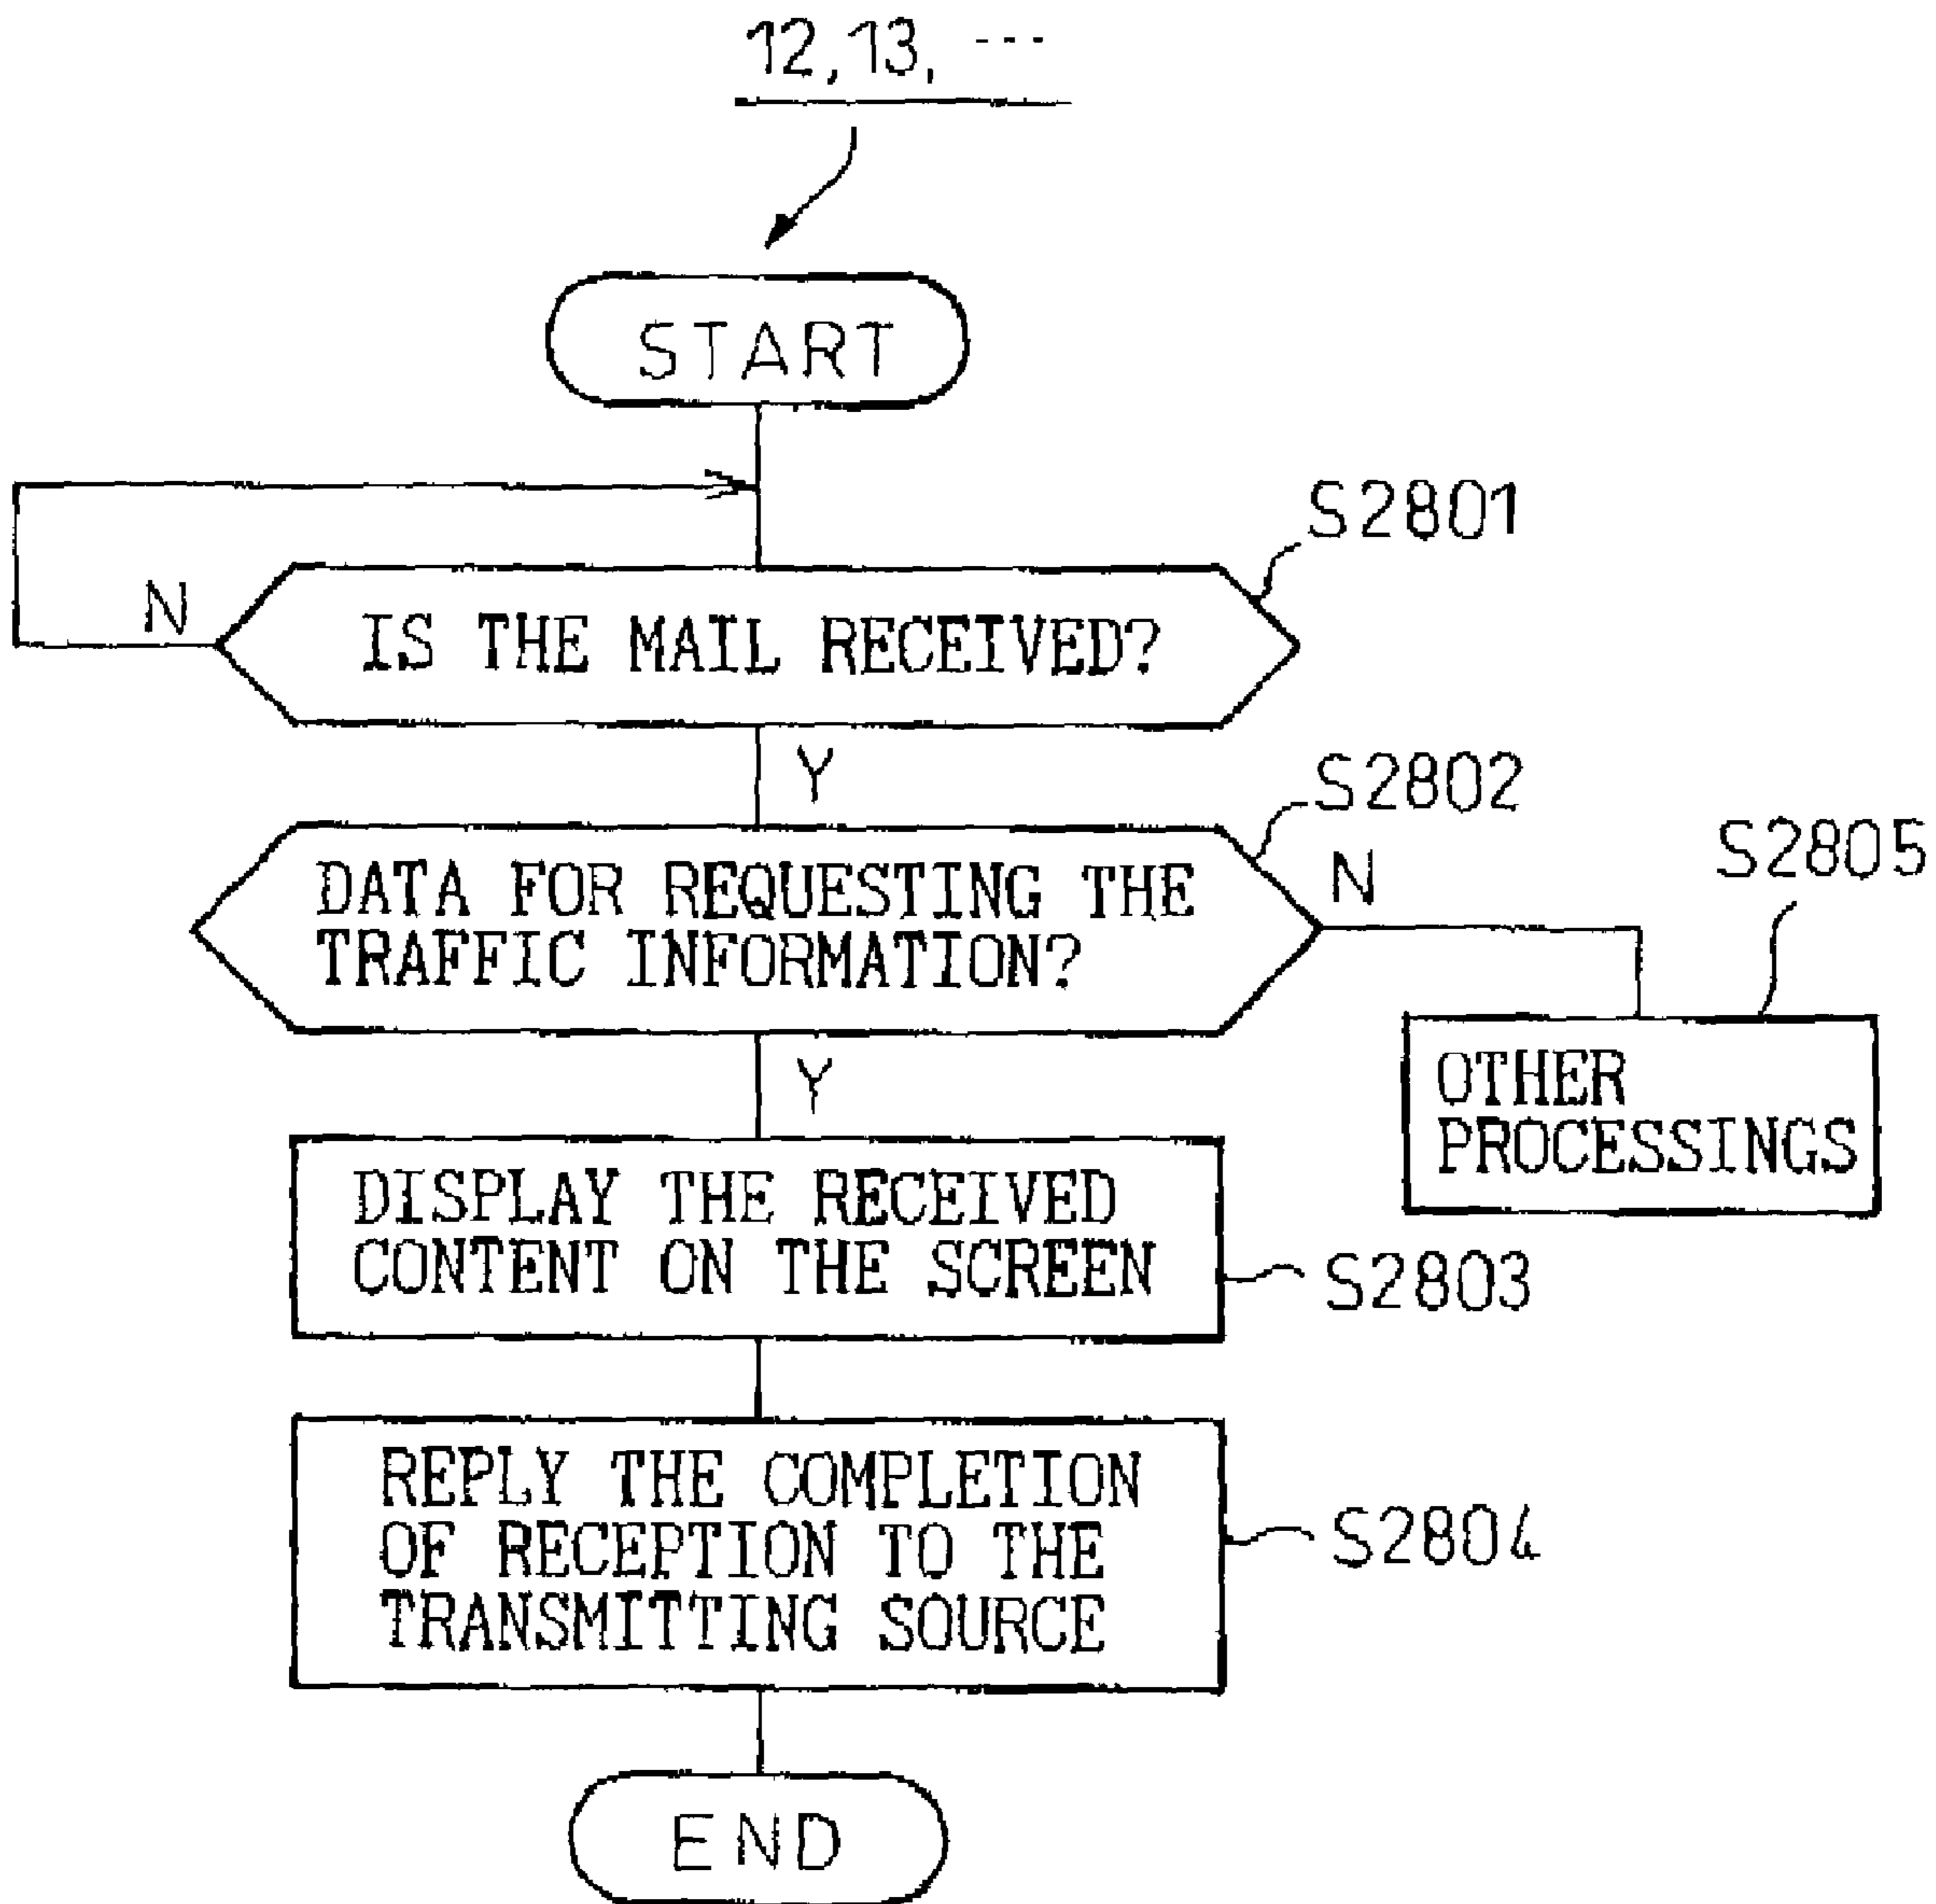 12,13, ---
START
S2801
N
IS THE MAIL RECEIVED?
Y
S2802
S2805
DATA FOR REQUESTING THE
TRAFFIC INFORMATION?
N
Y
OTHER
PROCESSINGS
DISPLAY THE RECEIVED
CONTENT ON THE SCREEN
S2803
REPLY THE COMPLETION
OF RECEPTION TO THE
TRANSMITTING SOURCE
S2804
END